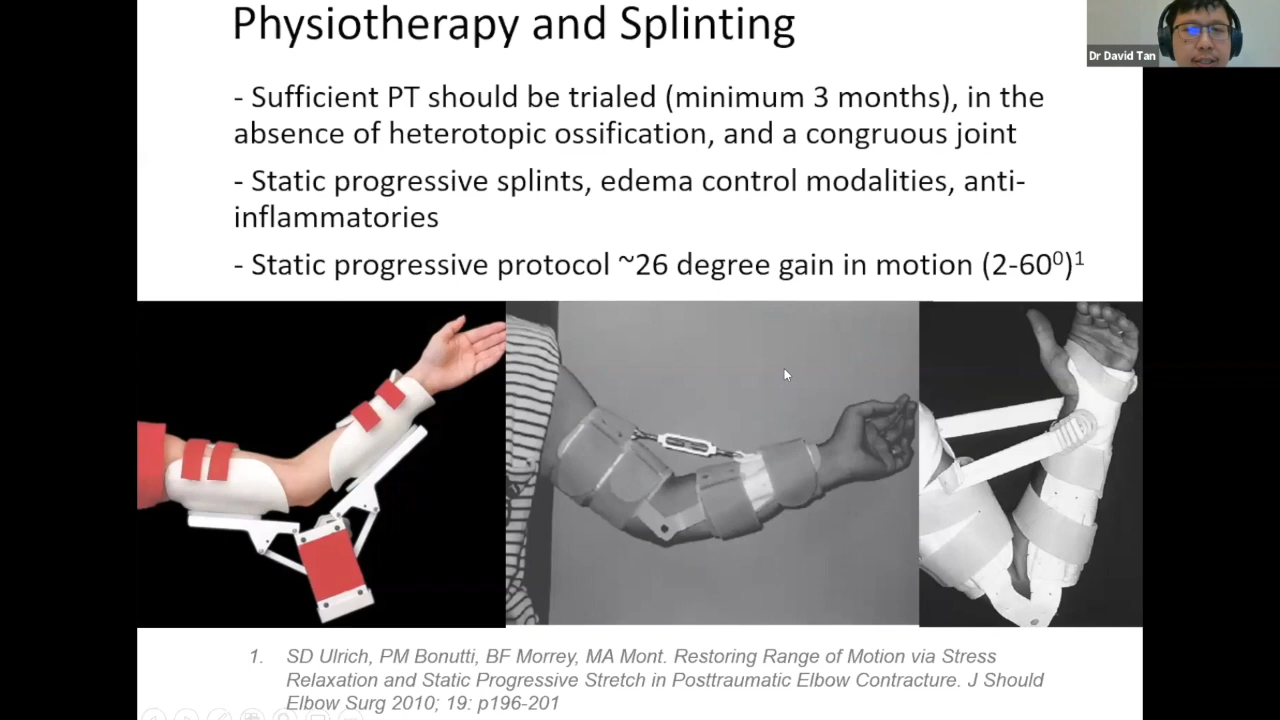 Physiotherapy and Splinting
Dr David Tan
- Sufficient PT should be trialed (minimum 3 months), in the
absence of heterotopic ossification, and a congruous joint
- Static progressive splints, edema control modalities, anti-
inflammatories
- Static progressive protocol ~26 degree gain in motion (2-60⁰)¹
1. SD Ulrich, PM Bonutti, BF Morrey, MA Mont. Restoring Range of Motion via Stress
Relaxation and Static Progressive Stretch in Posttraumatic Elbow Contracture. J Should
Elbow Surg 2010; 19: p196-201